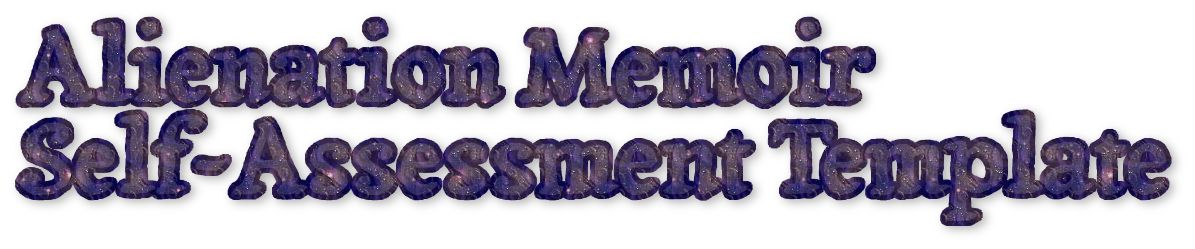 Alienation Memoir
Self-Assessment Template